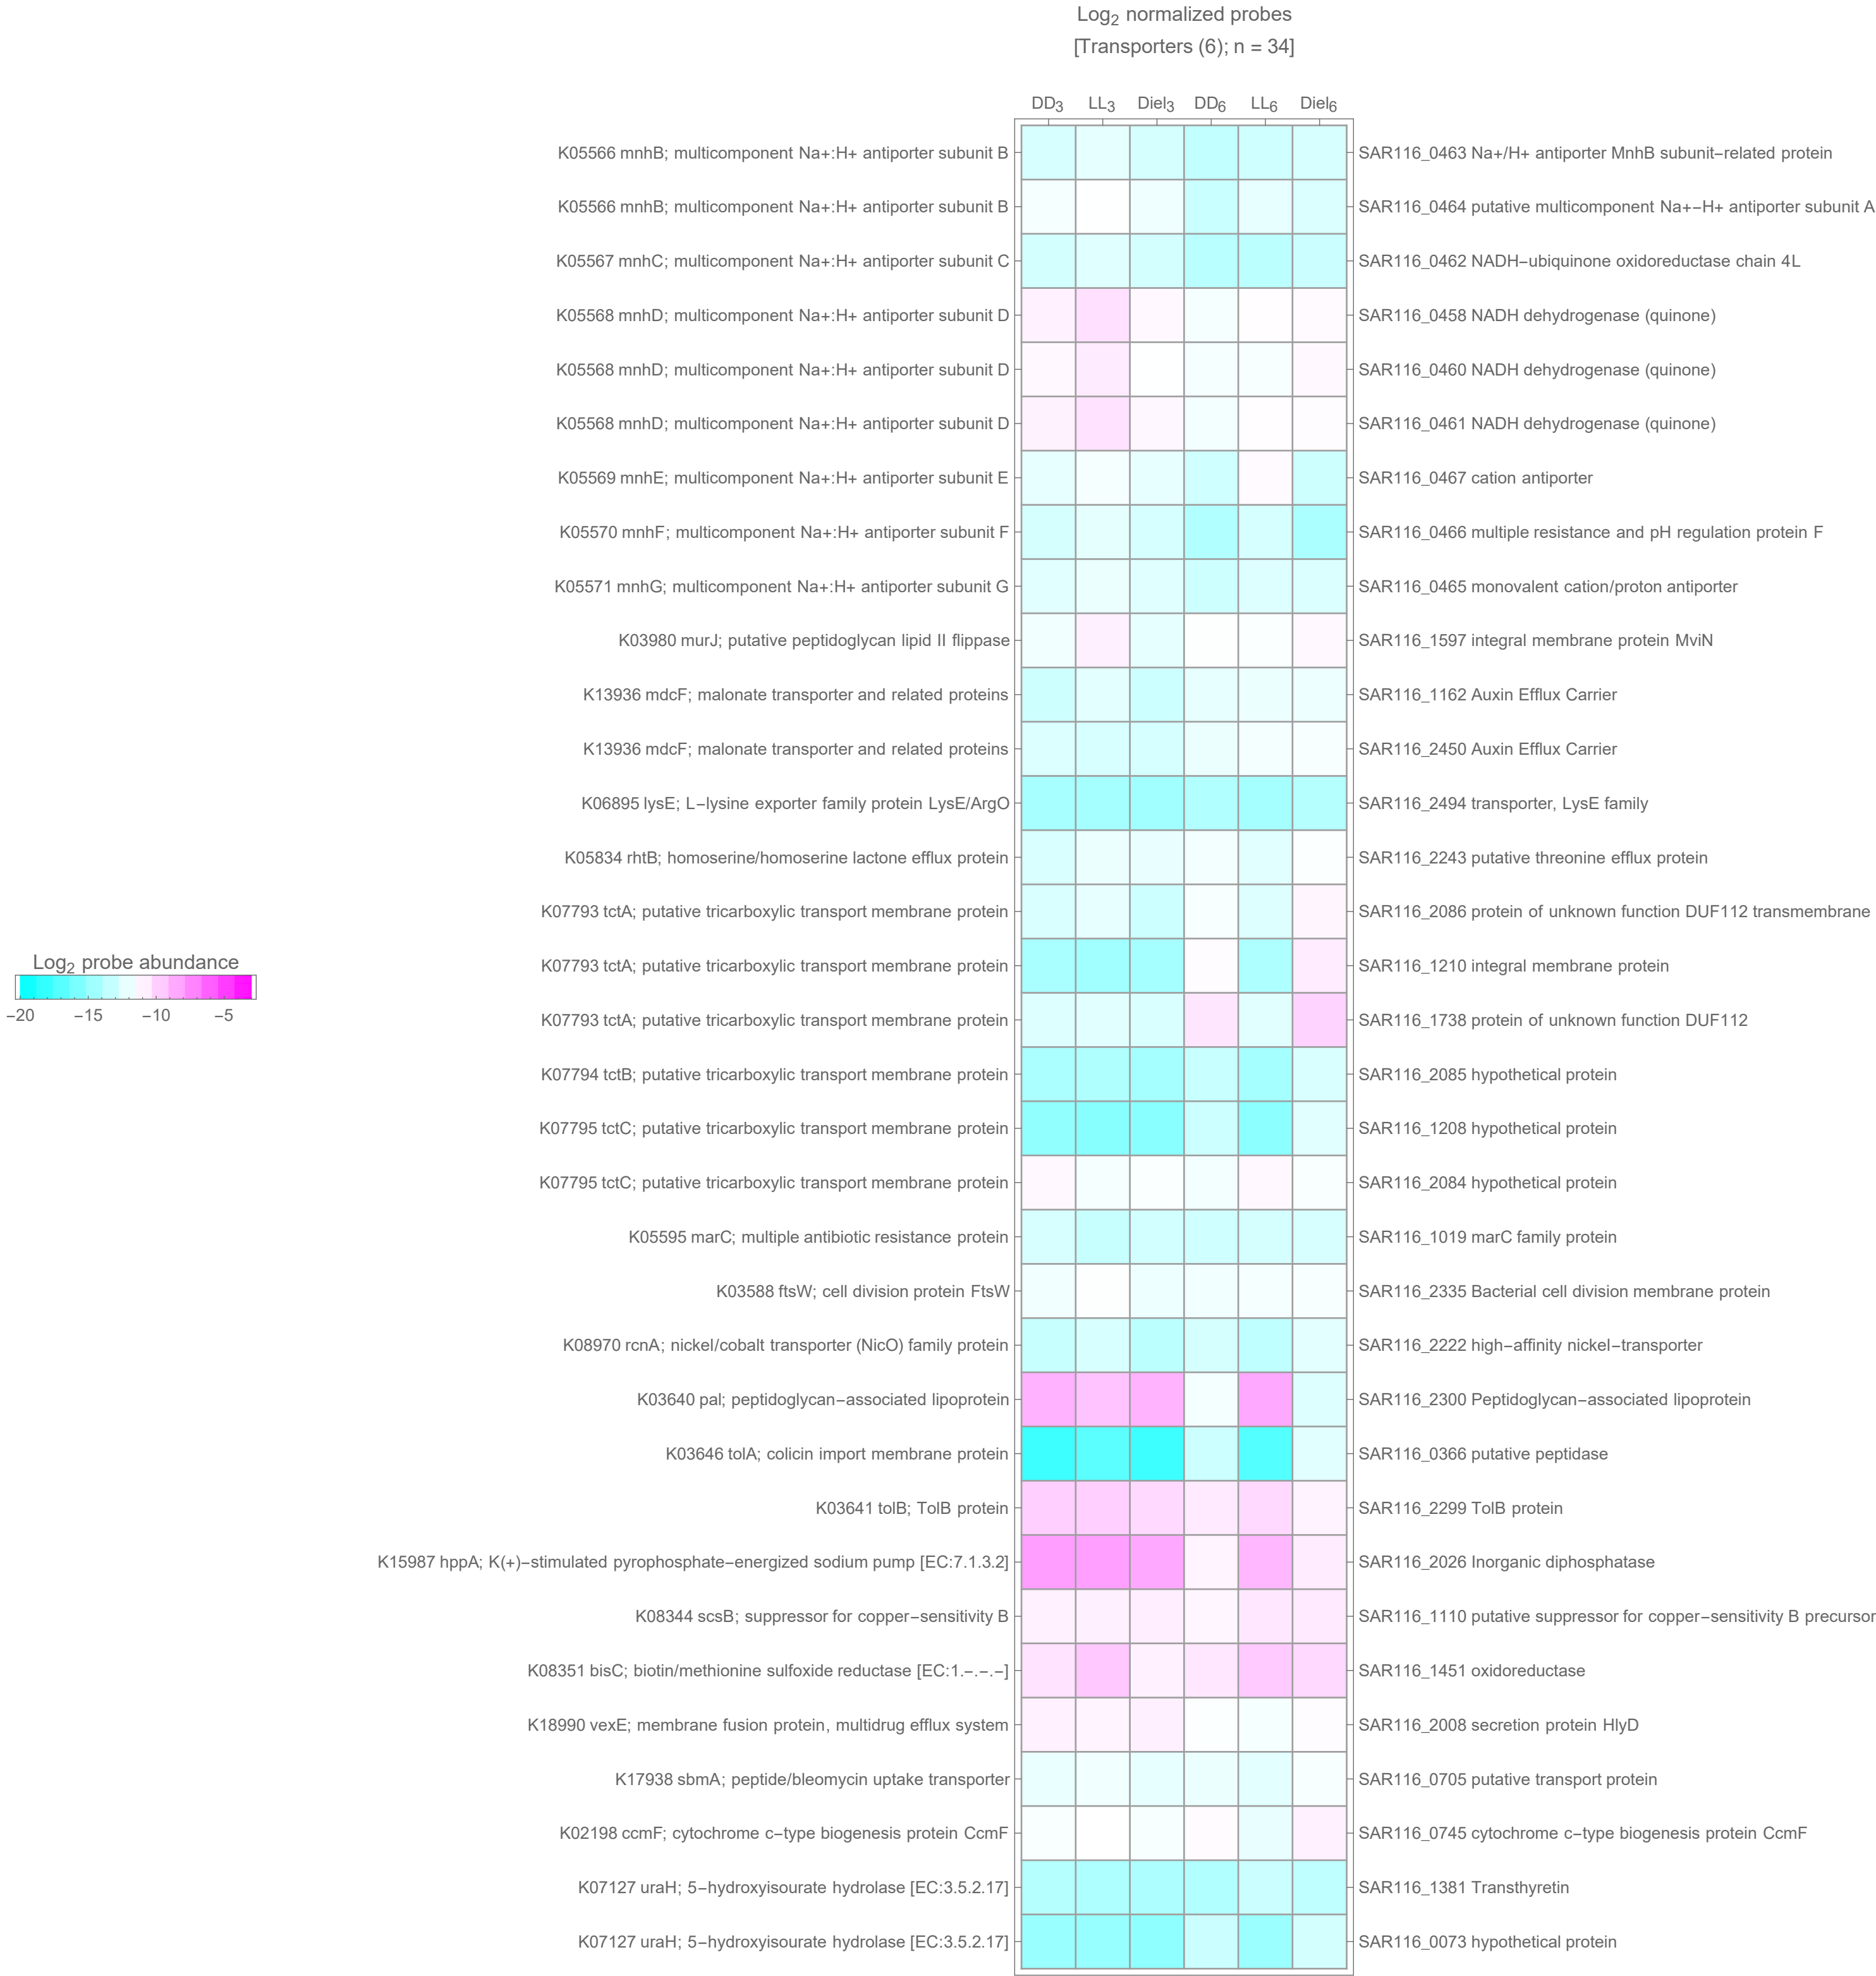 Log2 normalized probes
[Transporters (6); n = 34]
DD3 LL3 Diel3 DD6 LL6 Diel6
K05566 mnhB; multicomponent Na+:H+ antiporter subunit B SAR116_0463 Na+/H+ antiporter MnhB subunit−related protein
K05566 mnhB; multicomponent Na+:H+ antiporter subunit B SAR116_0464 putative multicomponent Na+−H+ antiporter subunit A
K05567 mnhC; multicomponent Na+:H+ antiporter subunit C SAR116_0462 NADH−ubiquinone oxidoreductase chain 4L
K05568 mnhD; multicomponent Na+:H+ antiporter subunit D SAR116_0458 NADH dehydrogenase (quinone)
K05568 mnhD; multicomponent Na+:H+ antiporter subunit D SAR116_0460 NADH dehydrogenase (quinone)
K05568 mnhD; multicomponent Na+:H+ antiporter subunit D SAR116_0461 NADH dehydrogenase (quinone)
K05569 mnhE; multicomponent Na+:H+ antiporter subunit E SAR116_0467 cation antiporter
K05570 mnhF; multicomponent Na+:H+ antiporter subunit F SAR116_0466 multiple resistance and pH regulation protein F
K05571 mnhG; multicomponent Na+:H+ antiporter subunit G SAR116_0465 monovalent cation/proton antiporter
K03980 murJ; putative peptidoglycan lipid II flippase SAR116_1597 integral membrane protein MviN
K13936 mdcF; malonate transporter and related proteins SAR116_1162 Auxin Efflux Carrier
K13936 mdcF; malonate transporter and related proteins SAR116_2450 Auxin Efflux Carrier
K06895 lysE; L−lysine exporter family protein LysE/ArgO SAR116_2494 transporter, LysE family
K05834 rhtB; homoserine/homoserine lactone efflux protein SAR116_2243 putative threonine efflux protein
K07793 tctA; putative tricarboxylic transport membrane protein SAR116_2086 protein of unknown function DUF112 transmembrane
K07793 tctA; putative tricarboxylic transport membrane protein SAR116_1210 integral membrane protein
K07793 tctA; putative tricarboxylic transport membrane protein SAR116_1738 protein of unknown function DUF112
K07794 tctB; putative tricarboxylic transport membrane protein SAR116_2085 hypothetical protein
K07795 tctC; putative tricarboxylic transport membrane protein SAR116_1208 hypothetical protein
K07795 tctC; putative tricarboxylic transport membrane protein SAR116_2084 hypothetical protein
K05595 marC; multiple antibiotic resistance protein SAR116_1019 marC family protein
K03588 ftsW; cell division protein FtsW SAR116_2335 Bacterial cell division membrane protein
K08970 rcnA; nickel/cobalt transporter (NicO) family protein SAR116_2222 high−affinity nickel−transporter
K03640 pal; peptidoglycan−associated lipoprotein SAR116_2300 Peptidoglycan−associated lipoprotein
K03646 tolA; colicin import membrane protein SAR116_0366 putative peptidase
K03641 tolB; TolB protein SAR116_2299 TolB protein
K15987 hppA; K(+)−stimulated pyrophosphate−energized sodium pump [EC:7.1.3.2] SAR116_2026 Inorganic diphosphatase
K08344 scsB; suppressor for copper−sensitivity B SAR116_1110 putative suppressor for copper−sensitivity B precursor
K08351 bisC; biotin/methionine sulfoxide reductase [EC:1.−.−.−] SAR116_1451 oxidoreductase
K18990 vexE; membrane fusion protein, multidrug efflux system SAR116_2008 secretion protein HlyD
K17938 sbmA; peptide/bleomycin uptake transporter SAR116_0705 putative transport protein
K02198 ccmF; cytochrome c−type biogenesis protein CcmF SAR116_0745 cytochrome c−type biogenesis protein CcmF
K07127 uraH; 5−hydroxyisourate hydrolase [EC:3.5.2.17] SAR116_1381 Transthyretin
K07127 uraH; 5−hydroxyisourate hydrolase [EC:3.5.2.17] SAR116_0073 hypothetical protein
Log2 probe abundance
−20 −15 −10 −5